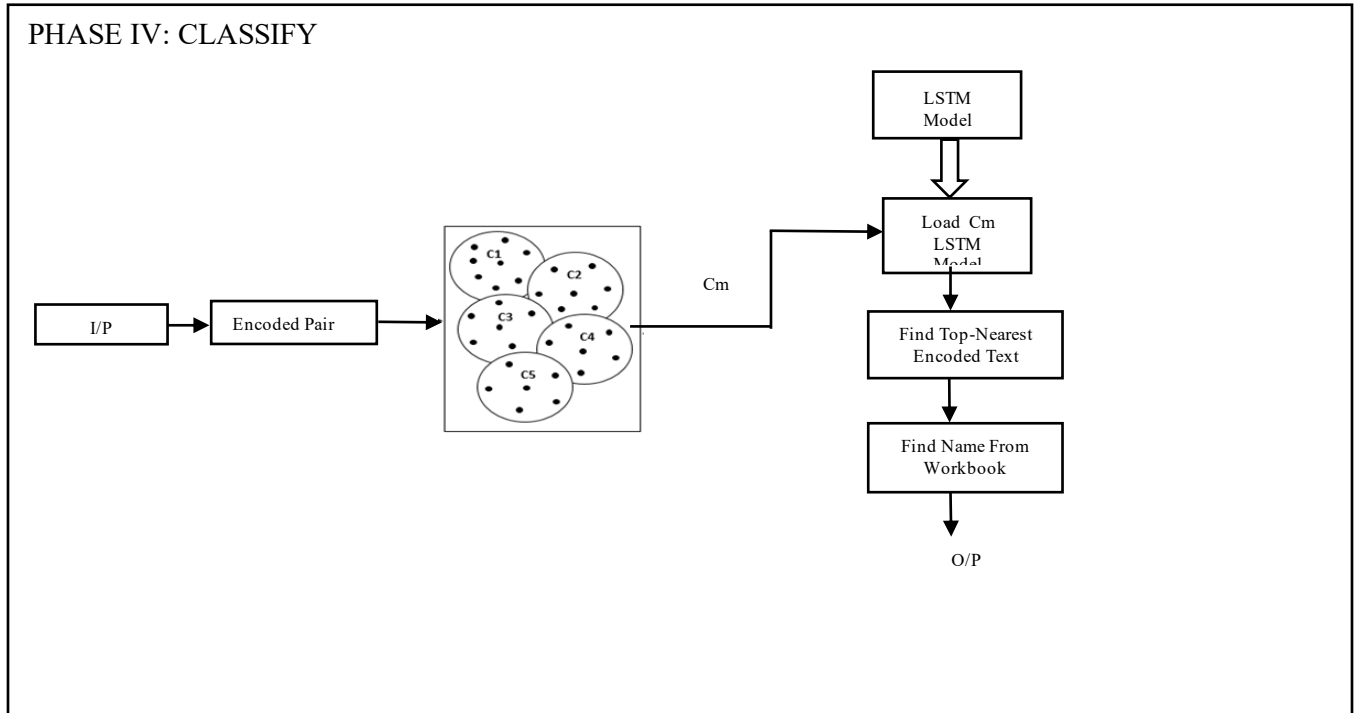 PHASE IV: CLASSIFY
LSTM
Model
Load Cm
LSTM
Model
C1
C2
C3
C4
C5
Cm
I/P
Encoded Pair
Find Top-Nearest
Encoded Text
Find Name From
Workbook
O/P